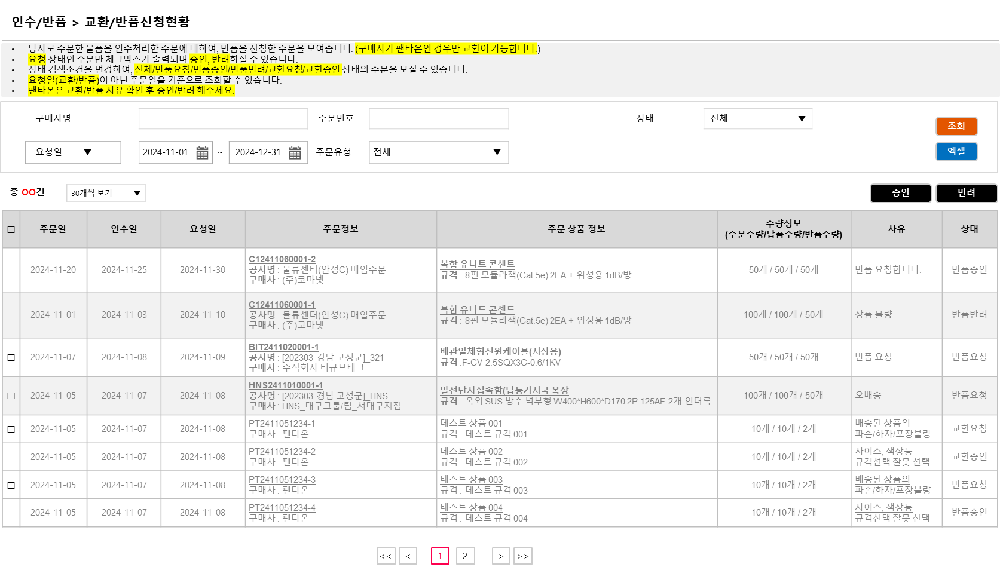 인수/반품 > 교환/반품신청현황
• 당사로 주문한 물품을 인수처리한 주문에 대하여, 반품을 신청한 주문을 보여줍니다. (구매사가 팬타온인 경우만 교환이 가능합니다.)
• 요청 상태인 주문만 체크박스가 출력되며 승인, 반려하실 수 있습니다.
• 상태 검색조건을 변경하여, 전체/반품요청/반품승인/반품반려/교환요청/교환승인 상태의 주문을 보실 수 있습니다.
• 요청일(교환/반품)이 아닌 주문일을 기준으로 조회할 수 있습니다.
• 팬타온은 교환/반품 사유 확인 후 승인/반려 해주세요.
구매사명 주문번호 상태 전체 ▼
조회
요청일 ▼ 2024-11-01 ~ 2024-12-31 주문유형 전체 ▼
엑셀
총 OO건 30개씩 보기 ▼ 승인 반려
□ 주문일 인수일 요청일 주문정보 주문 상품 정보 수량정보 사유 상태
(주문수량/납품수량/반품수량)
C12411060001-2
2024-11-20 2024-11-25 2024-11-30 공사명 : 물류센터(안성C) 매입주문 복합 유니트 콘센트 50개 / 50개 / 50개 반품 요청합니다. 반품승인
구매사 : (주)코마넷 규격 : 8핀 모듈라잭(Cat.5e) 2EA + 위성용 1dB/방
C12411060001-1
2024-11-01 2024-11-03 2024-11-10 공사명 : 물류센터(안성C) 매입주문 복합 유니트 콘센트 100개 / 100개 / 50개 상품 불량 반품반려
구매사 : (주)코마넷 규격 : 8핀 모듈라잭(Cat.5e) 2EA + 위성용 1dB/방
BIT2411020001-1
□ 2024-11-07 2024-11-08 2024-11-09 공사명 : [202303 경남 고성군]_321 배관일체형전원케이블(지상용) 50개 / 50개 / 50개 반품 요청 반품요청
구매사 : 주식회사 티큐브테크 규격 :F-CV 2.5SQX3C-0.6/1KV
HNS2411010001-1
□ 2024-11-05 2024-11-07 2024-11-08 공사명 : [202303 경남 고성군]_HNS 발전단자접속함(탑동기지국 옥상 100개 / 100개 / 50개 오배송 반품요청
구매사 : HNS_대구그룹/팀_서대구지점 규격 : 옥외 SUS 방수 벽부형 W400*H600*D170 2P 125AF 2개 인터록
□ 2024-11-05 2024-11-07 2024-11-08 PT2411051234-1 테스트 상품 001 10개 / 10개 / 2개 배송된 상품의 교환요청
구매사 : 팬타온 규격 : 테스트 규격 001 파손/하자/포장불량
2024-11-05 2024-11-07 2024-11-08 PT2411051234-2 테스트 상품 002 10개 / 10개 / 2개 사이즈, 색상등 교환승인
구매사 : 팬타온 규격 : 테스트 규격 002 규격선택 잘못 선택
□ 2024-11-05 2024-11-07 2024-11-08 PT2411051234-3 테스트 상품 003 10개 / 10개 / 2개 배송된 상품의 반품요청
구매사 : 팬타온 규격 : 테스트 규격 003 파손/하자/포장불량
2024-11-05 2024-11-07 2024-11-08 PT2411051234-4 테스트 상품 004 10개 / 10개 / 2개 사이즈, 색상등 반품승인
구매사 : 팬타온 규격 : 테스트 규격 004 규격선택 잘못 선택
<< < 1 2 > >>